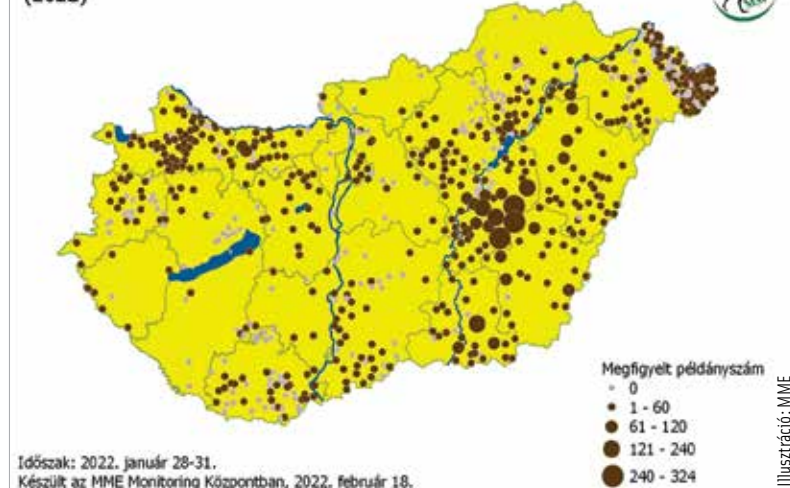 (2022)
Megfigyelt példányszám
0
1 - 60
61 - 120
121 - 240
240 - 324
Időszak: 2022. január 28-31.
Készült az MME Monitoring Központban, 2022. február 18.
Illusztráció: MME